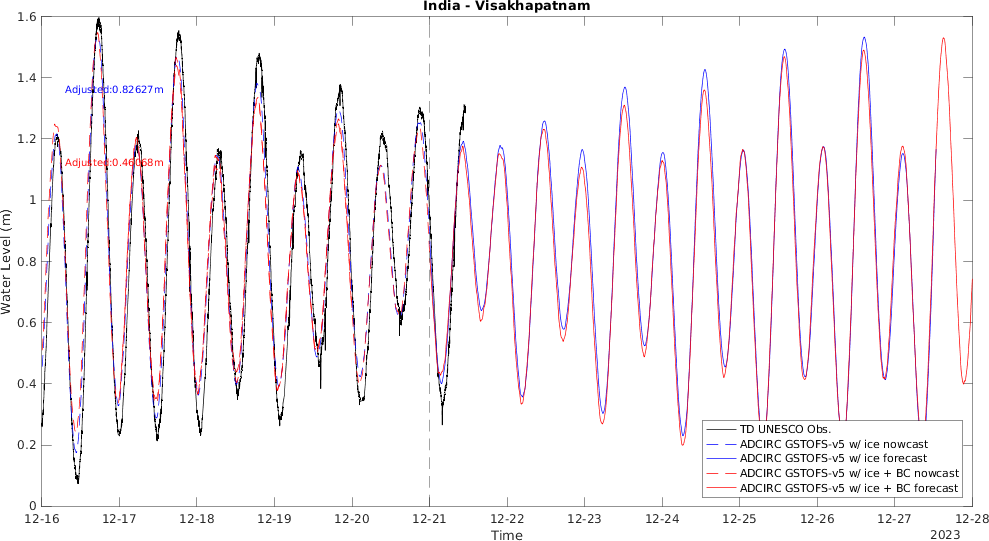 India - Visakhapatnam
1.6
1.4
1.2
1
0.8
0.6
0.4
0.2
0
Water Level (m)
Adjusted:0.82627m
Adjusted:0.46068m
TD UNESCO Obs.
ADCIRC GSTOFS-v5 w/ ice nowcast
ADCIRC GSTOFS-v5 w/ ice forecast
ADCIRC GSTOFS-v5 w/ ice + BC nowcast
ADCIRC GSTOFS-v5 w/ ice + BC forecast
12-16 12-17 12-18 12-19 12-20 12-21 12-22 12-23 12-24 12-25 12-26 12-27 12-28
Time
2023